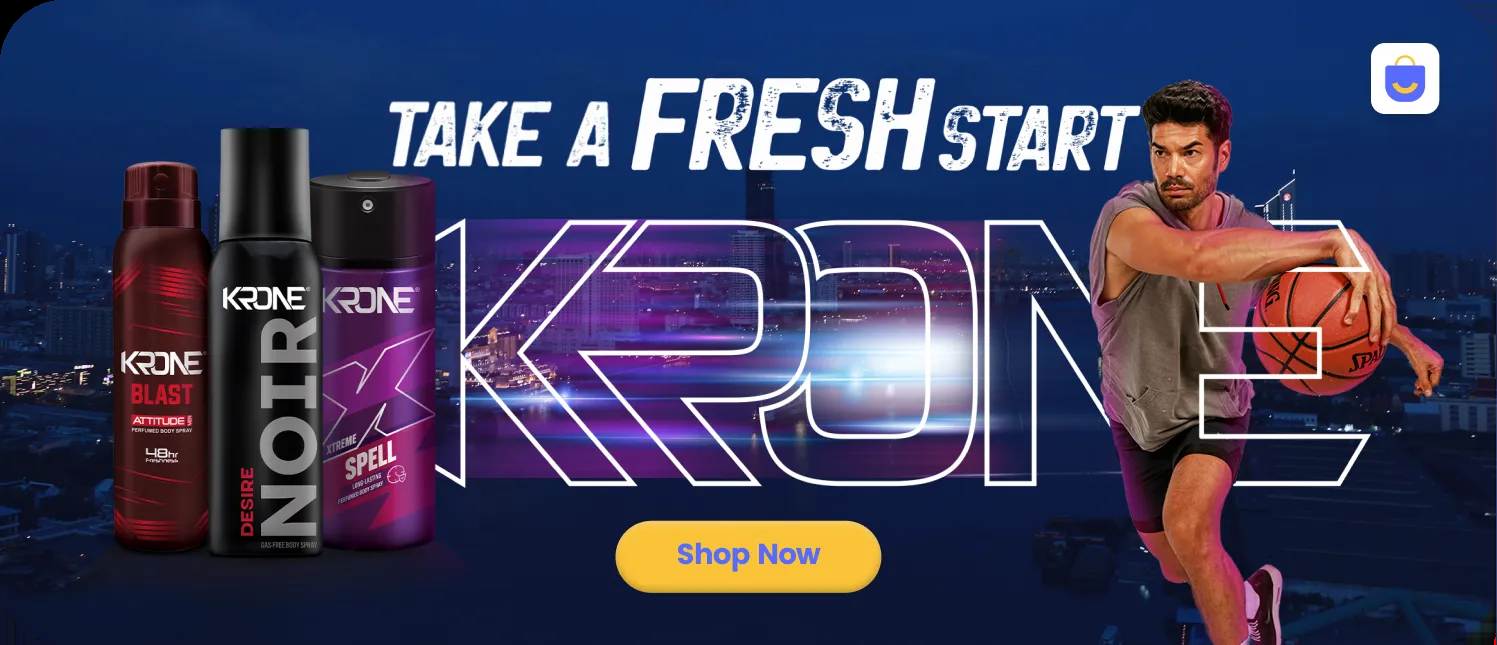 TAKE A FRESH START
KRONE
KRONE
BLAST
ATTITUDE
PERFUMED BODY SPRAY
48hr
Freshness
KRONE
NOIR
DESIRE
GAS-FREE BODY SPRAY
KRONE
X
XTREME
SPELL
LONG-LASTING
PERFUMED BODY SPRAY
Shop Now